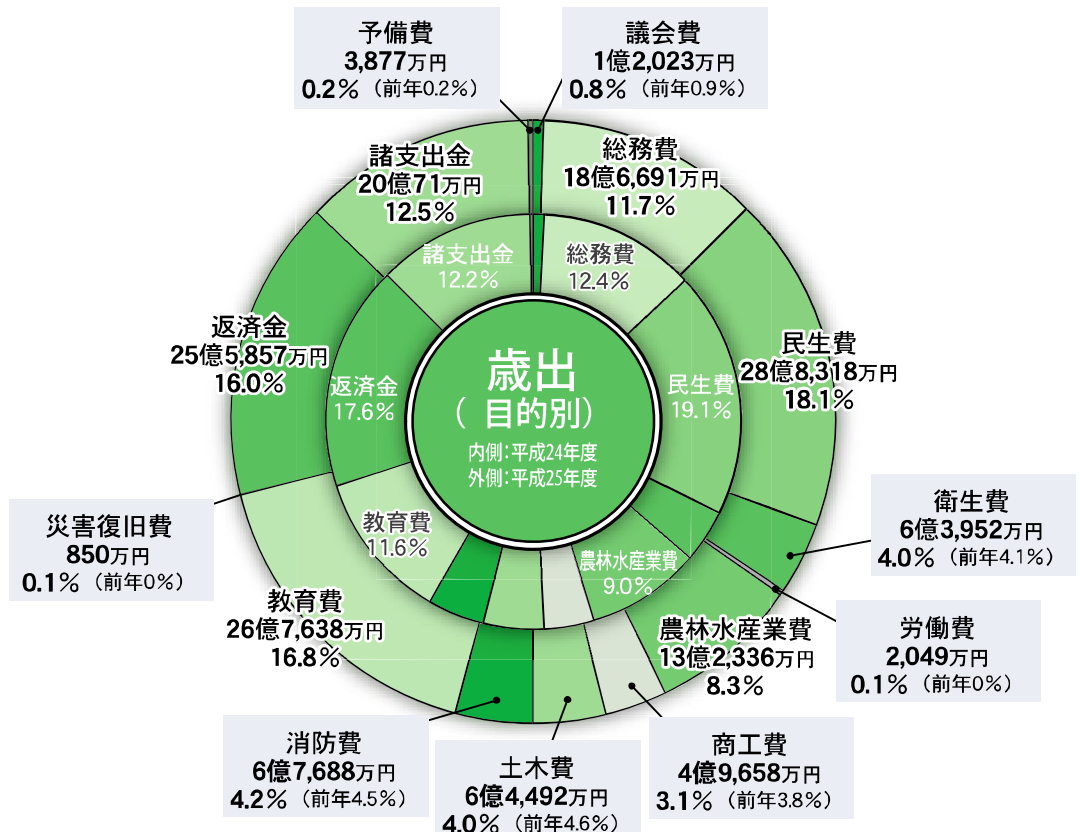 予備費
3,877万円
0.2%（前年0.2%）
議会費
1億2,023万円
0.8%（前年0.9%）
諸支出金
20億71万円
12.5%
総務費
18億6,691万円
11.7%
諸支出金
12.2%
総務費
12.4%
返済金
25億5,857万円
16.0%
民生費
28億8,318万円
18.1%
返済金
17.6%
民生費
19.1%
歳出
（ 目的別）
内側：平成24年度
外側：平成25年度
衛生費
6億3,952万円
4.0%（前年4.1%）
災害復旧費
850万円
0.1%（前年0%）
教育費
11.6%
農林水産業費
9.0%
教育費
26億7,638万円
16.8%
農林水産業費
13億2,336万円
8.3%
労働費
2,049万円
0.1%（前年0%）
消防費
6億7,688万円
4.2%（前年4.5%）
土木費
6億4,492万円
4.0%（前年4.6%）
商工費
4億9,658万円
3.1%（前年3.8%）